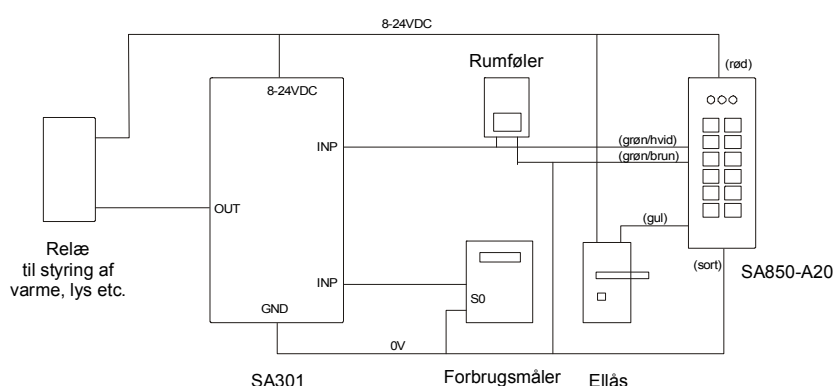 8-24VDC
Rumføler
(rød)
8-24VDC
INP
(grøn/hvid)
(grøn/brun)
OUT
(gul)
Relæ
til styring af
varme, lys etc.
(sort)
SA850-A20
INP
S0
GND
0V
SA301
Forbrugsmåler
Ellås